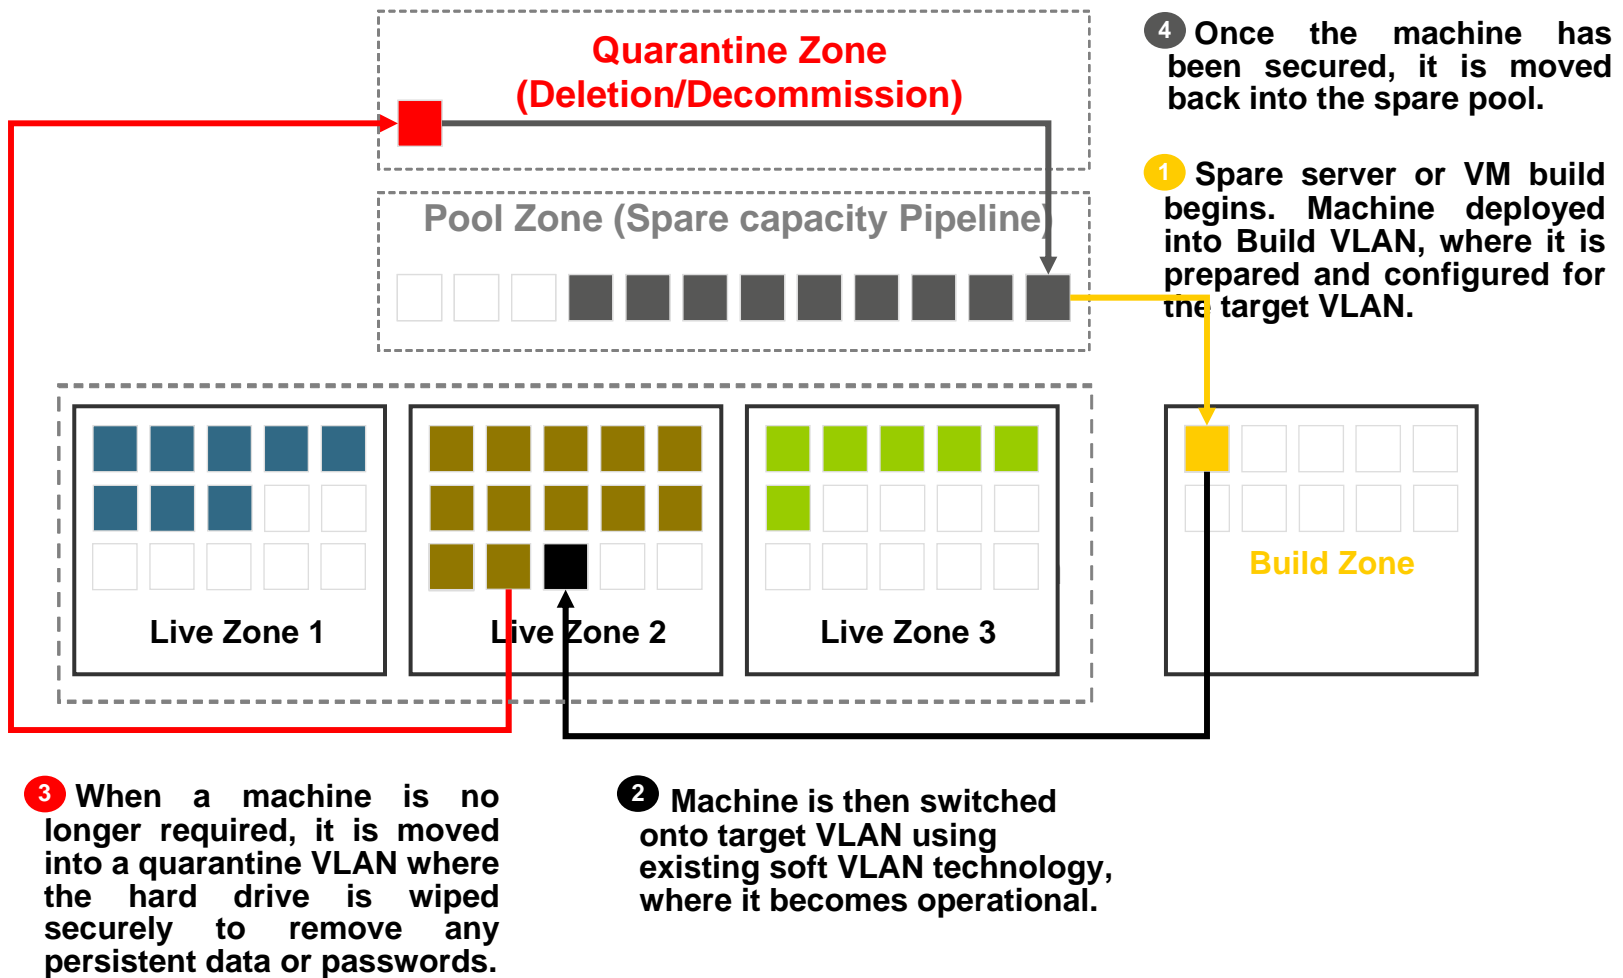 Quarantine Zone
(Deletion/Decommission)
4 Once the machine has
been secured, it is moved
back into the spare pool.
1 Spare server or VM build
begins. Machine deployed
into Build VLAN, where it is
prepared and configured for
the target VLAN.
Pool Zone (Spare capacity Pipeline)
Live Zone 1
Live Zone 2
Live Zone 3
Build Zone
3 When a machine is no
longer required, it is moved
into a quarantine VLAN where
the hard drive is wiped
securely to remove any
persistent data or passwords.
2 Machine is then switched
onto target VLAN using
existing soft VLAN technology,
where it becomes operational.